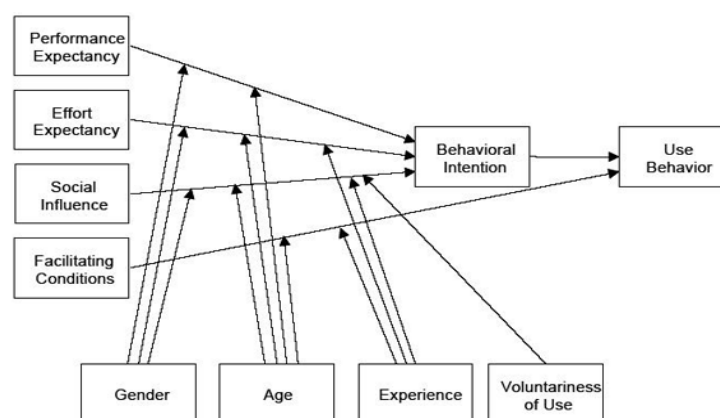 Performance
Expectancy
Effort
Expectancy
Social
Influence
Facilitating
Conditions
Behavioral
Intention
Use
Behavior
Gender
Age
Experience
Voluntariness
of Use